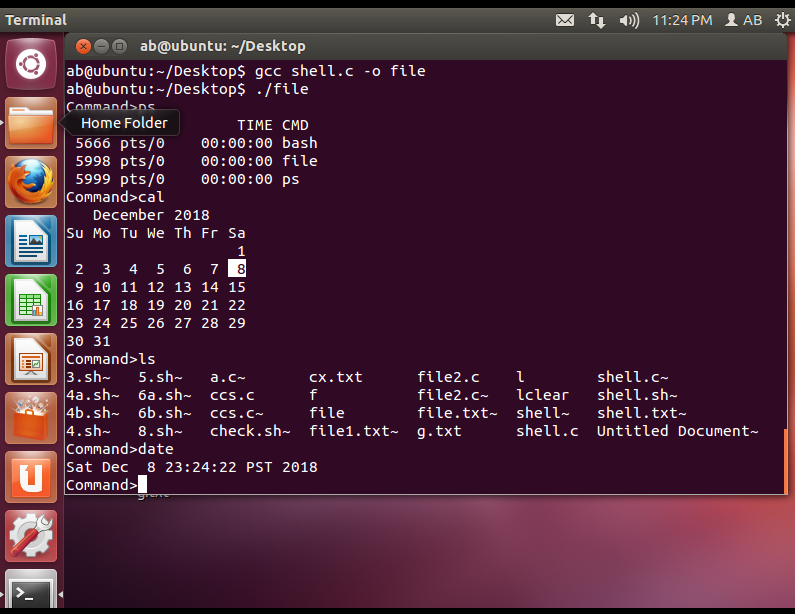 Terminal
11:24 PM AB
ab@ubuntu: ~/Desktop
ab@ubuntu:~/Desktop$ gcc shell.c -o file
ab@ubuntu:~/Desktop$ ./file
Command>ps
Home Folder
TIME CMD
5666 pts/0    00:00:00 bash
5998 pts/0    00:00:00 file
5999 pts/0    00:00:00 ps
Command>cal
December 2018
Su Mo Tu We Th Fr Sa
1
2  3  4  5  6  7  8
9 10 11 12 13 14 15
16 17 18 19 20 21 22
23 24 25 26 27 28 29
30 31
Command>ls
3.sh~   5.sh~   a.c~       cx.txt      file2.c    l       shell.c~
4a.sh~  6a.sh~  ccs.c      f           file2.c~   lclear  shell.sh~
4b.sh~  6b.sh~  ccs.c~     file        file.txt~  shell~  shell.txt~
4.sh~   8.sh~   check.sh~  file1.txt~  g.txt      shell.c  Untitled Document~
Command>date
Sat Dec  8 23:24:22 PST 2018
Command>